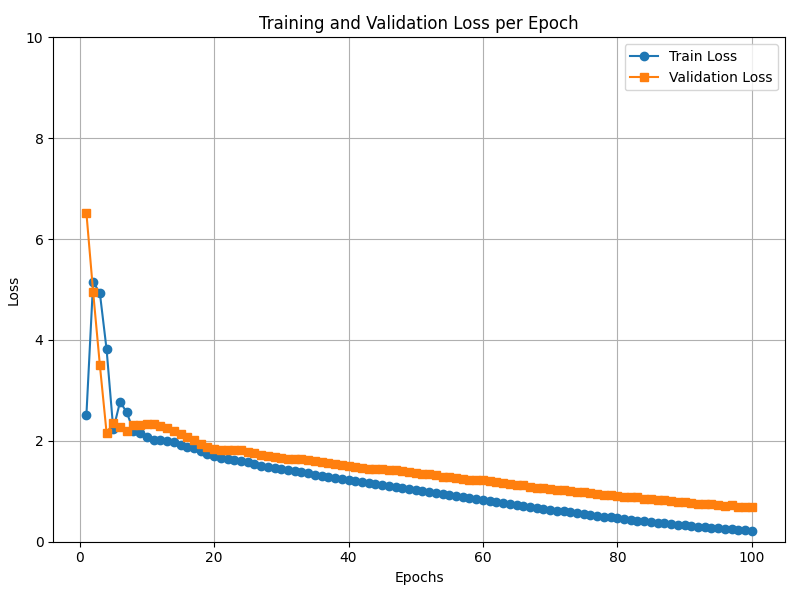 Training and Validation Loss per Epoch
Train Loss
Validation Loss
Loss
10
8
6
4
2
0
0 20 40 60 80 100
Epochs